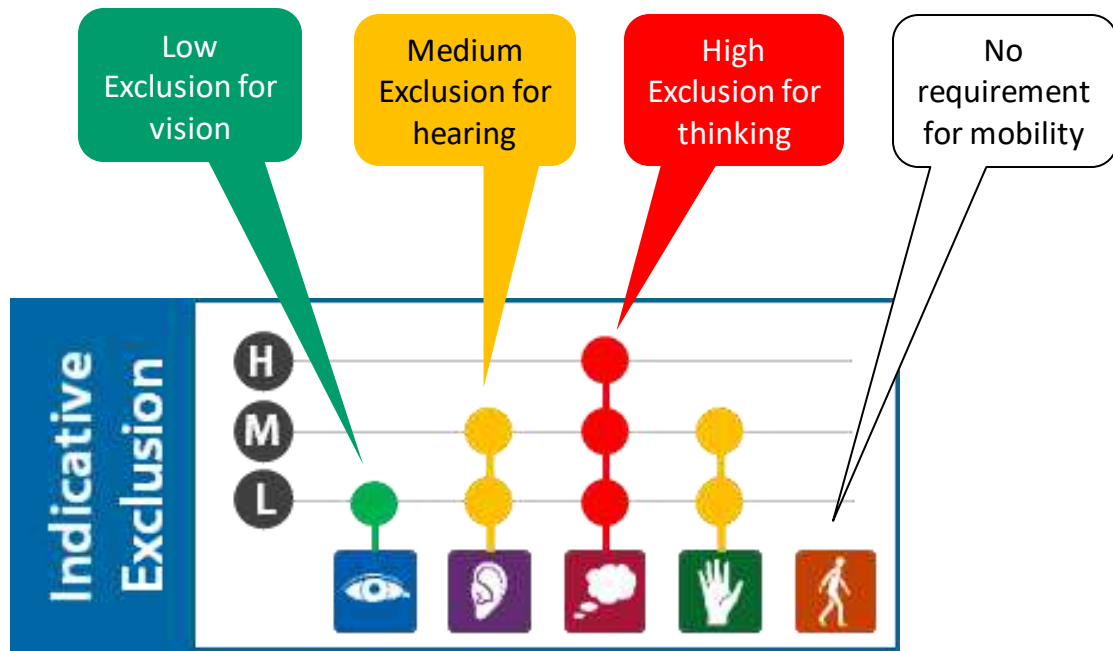 Low
Exclusion for
vision
Medium
Exclusion for
hearing
High
Exclusion for
thinking
No
requirement
for mobility
Indicative
Exclusion
H
M
L